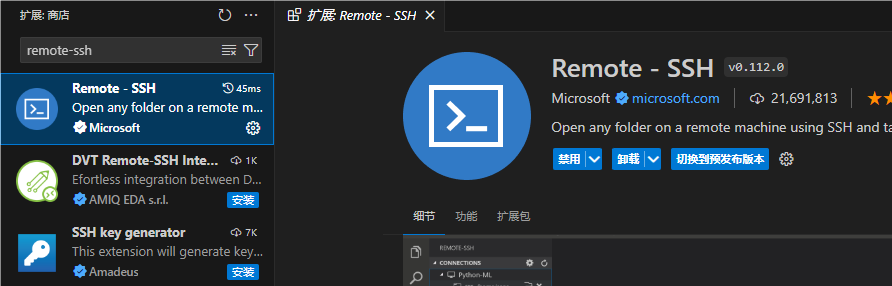 扩展: 商店
remote-ssh
Remote - SSH
45ms
Open any folder on a remote m...
Microsoft
DVT Remote-SSH Inte...
1K
Efortless integration between D...
AMIQ EDA s.r.l.
安装
SSH key generator
7K
This extension will generate key...
Amadeus
安装
扩展: Remote - SSH
Remote - SSH
v0.112.0
Microsoft
microsoft.com
21,691,813
Open any folder on a remote machine using SSH and ta
禁用
卸载
切换到预发布版本
细节
功能
扩展包
REMOTE-SSH
CONNECTIONS
Python-ML